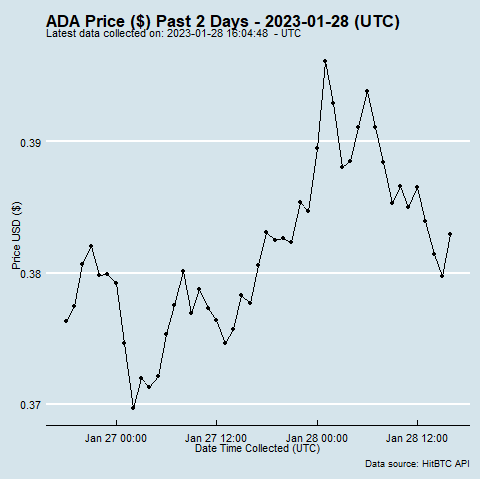 ADA Price ($) Past 2 Days - 2023-01-28 (UTC)
Latest data collected on: 2023-01-28 16:04:48 - UTC
0.39
0.38
0.37
Price USD ($)
Jan 27 00:00
Jan 27 12:00
Jan 28 00:00
Jan 28 12:00
Date Time Collected (UTC)
Data source: HitBTC API